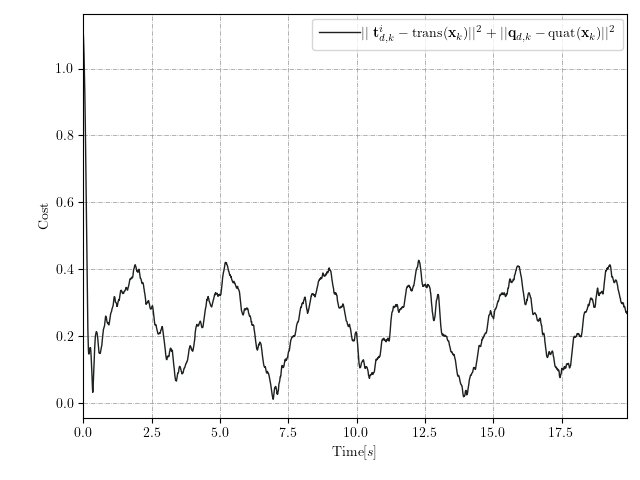 || t^i_{d,k} − trans(x_k)||² + ||q_{d,k} − quat(x_k)||²
1.0
0.8
0.6
0.4
0.2
0.0
Cost
0.0 2.5 5.0 7.5 10.0 12.5 15.0 17.5
Time[s]